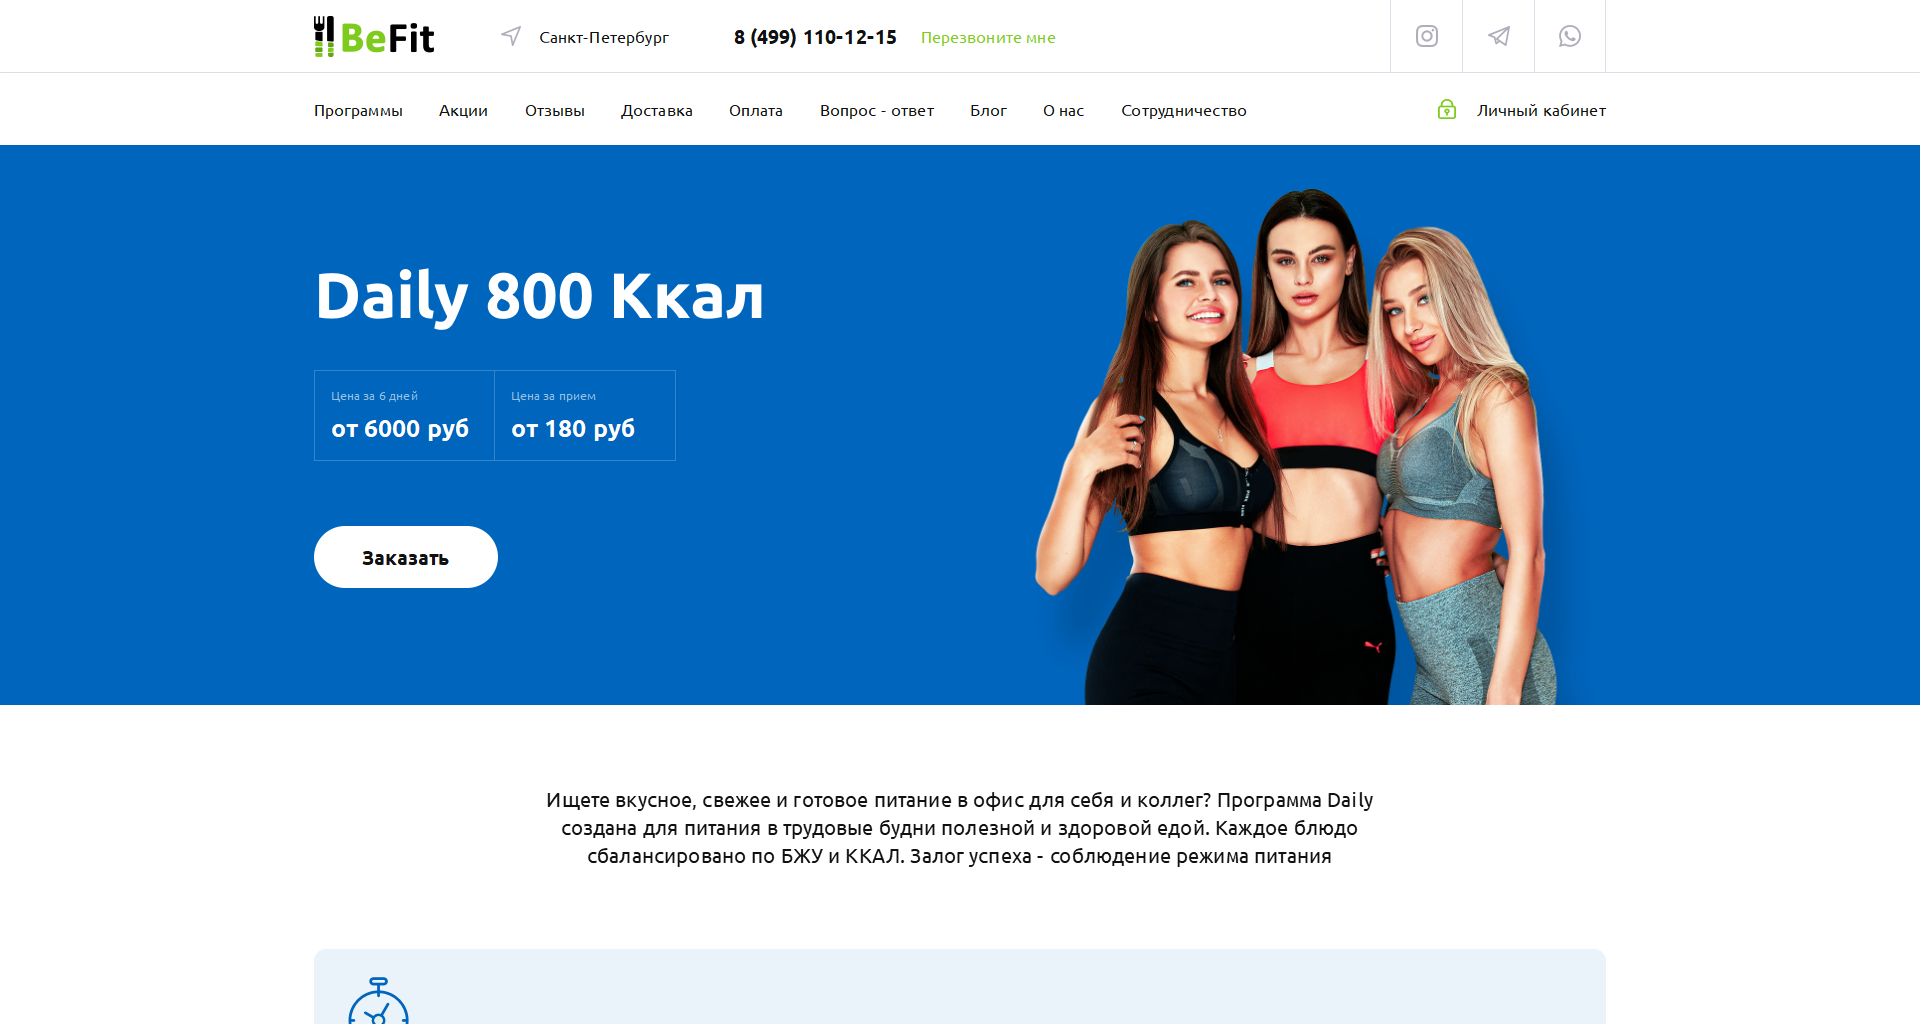 BeFit
Санкт-Петербург
8 (499) 110-12-15
Перезвоните мне
Программы
Акции
Отзывы
Доставка
Оплата
Вопрос - ответ
Блог
О нас
Сотрудничество
Личный кабинет
Daily 800 Ккал
Цена за 6 дней
от 6000 руб
Цена за прием
от 180 руб
Заказать
Ищете вкусное, свежее и готовое питание в офис для себя и коллег? Программа Daily
создана для питания в трудовые будни полезной и здоровой едой. Каждое блюдо
сбалансировано по БЖУ и ККАЛ. Залог успеха - соблюдение режима питания